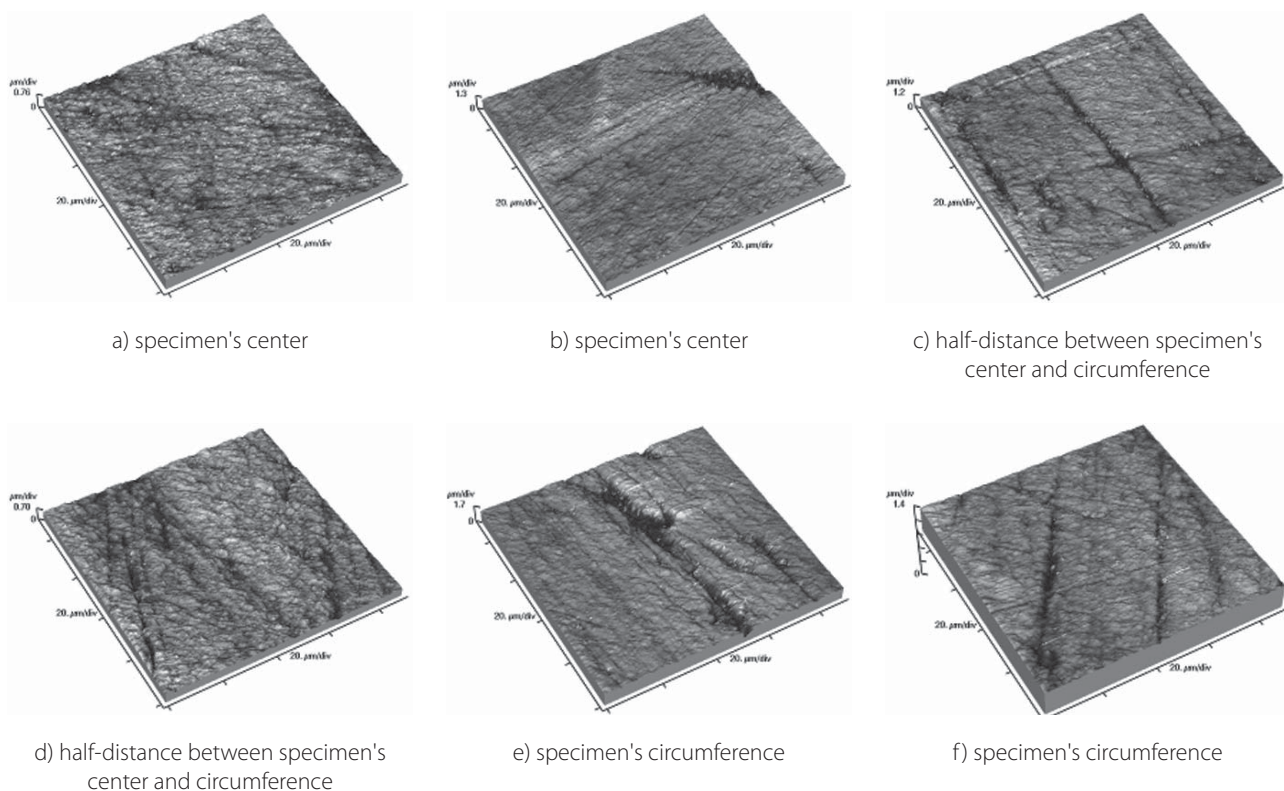 µm/div
0.76
0
20. µm/div
20. µm/div
µm/div
1.3
0
20. µm/div
20. µm/div
µm/div
1.2
0
20. µm/div
20. µm/div
a) specimen's center
b) specimen's center
c) half-distance between specimen's
center and circumference
µm/div
0.70
0
20. µm/div
20. µm/div
µm/div
1.7
0
20. µm/div
20. µm/div
µm/div
1.4
0
20. µm/div
20. µm/div
d) half-distance between specimen's
center and circumference
e) specimen's circumference
f) specimen's circumference